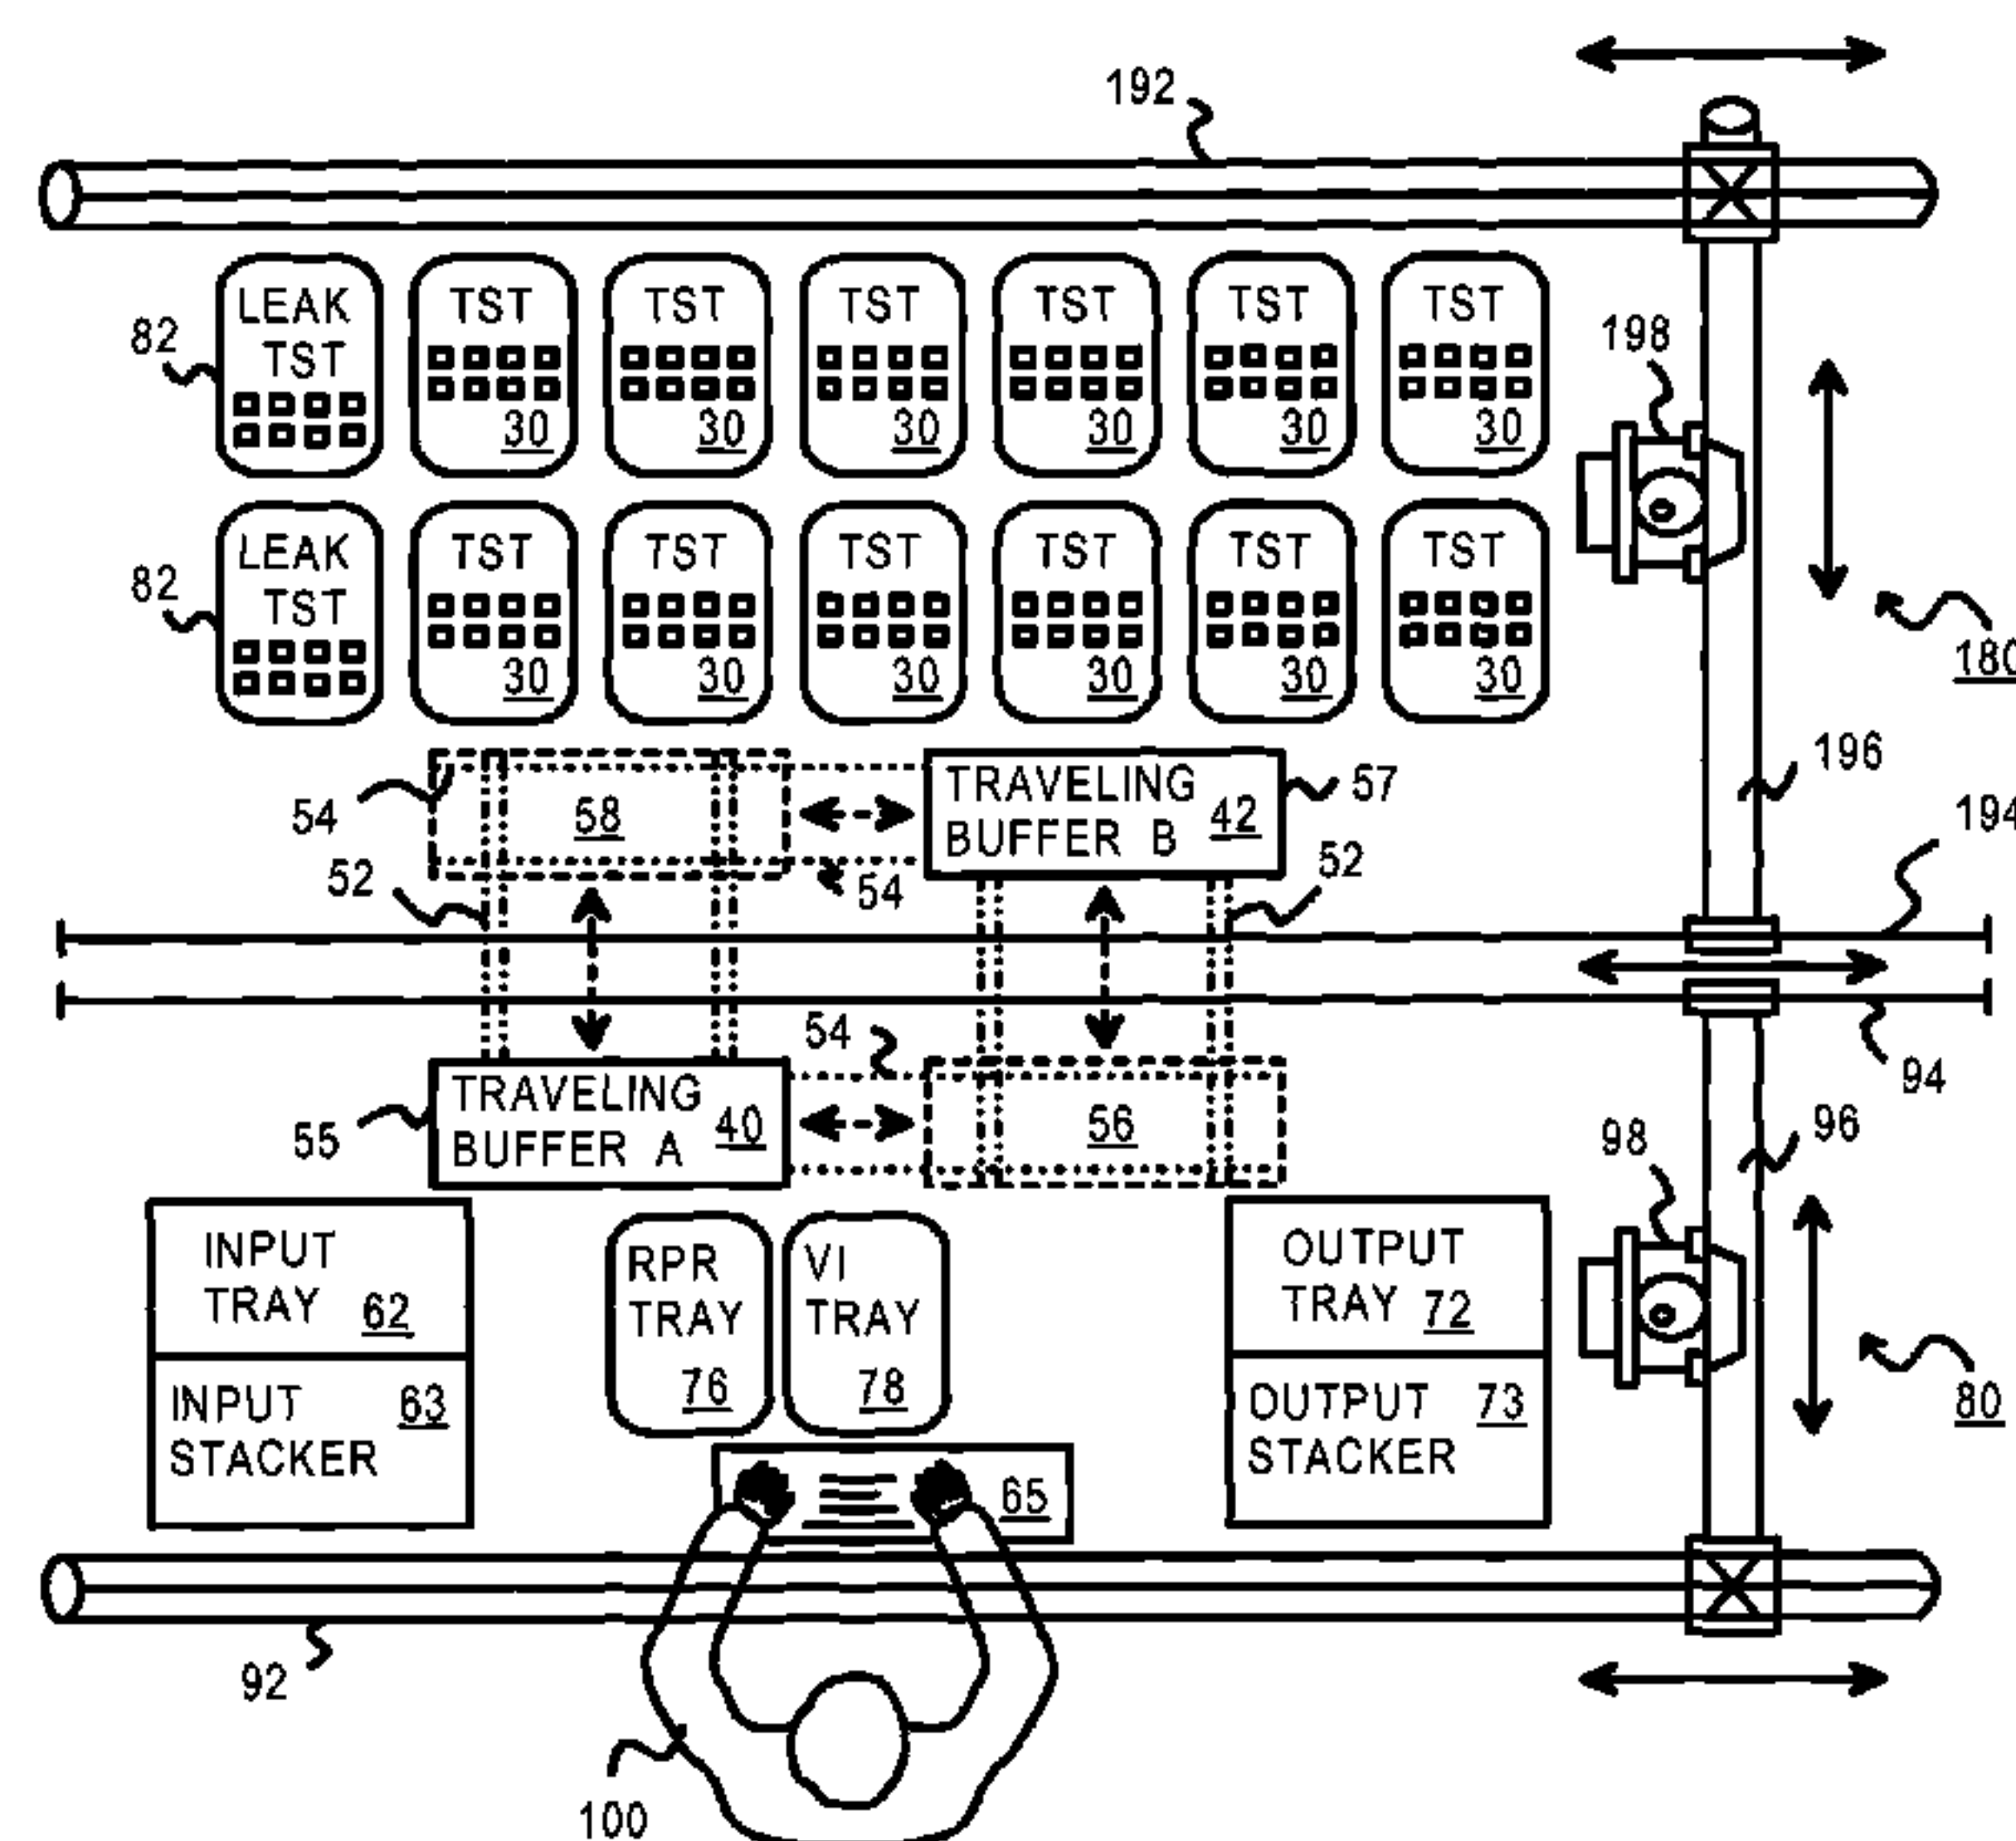 192
LEAK TST TST TST TST TST TST
TST
82
30 30 30 30 30 30
198
LEAK TST TST TST TST TST TST
TST
82
30 30 30 30 30 30
180
54
58
TRAVELING
BUFFER B 42
57
196
54
52
52
194
54
94
TRAVELING
BUFFER A 40
55
56
98
96
INPUT
TRAY 62
RPR
TRAY
76
VI
TRAY
78
OUTPUT
TRAY 72
INPUT 63
STACKER
OUTPUT 73
STACKER
80
65
92
100